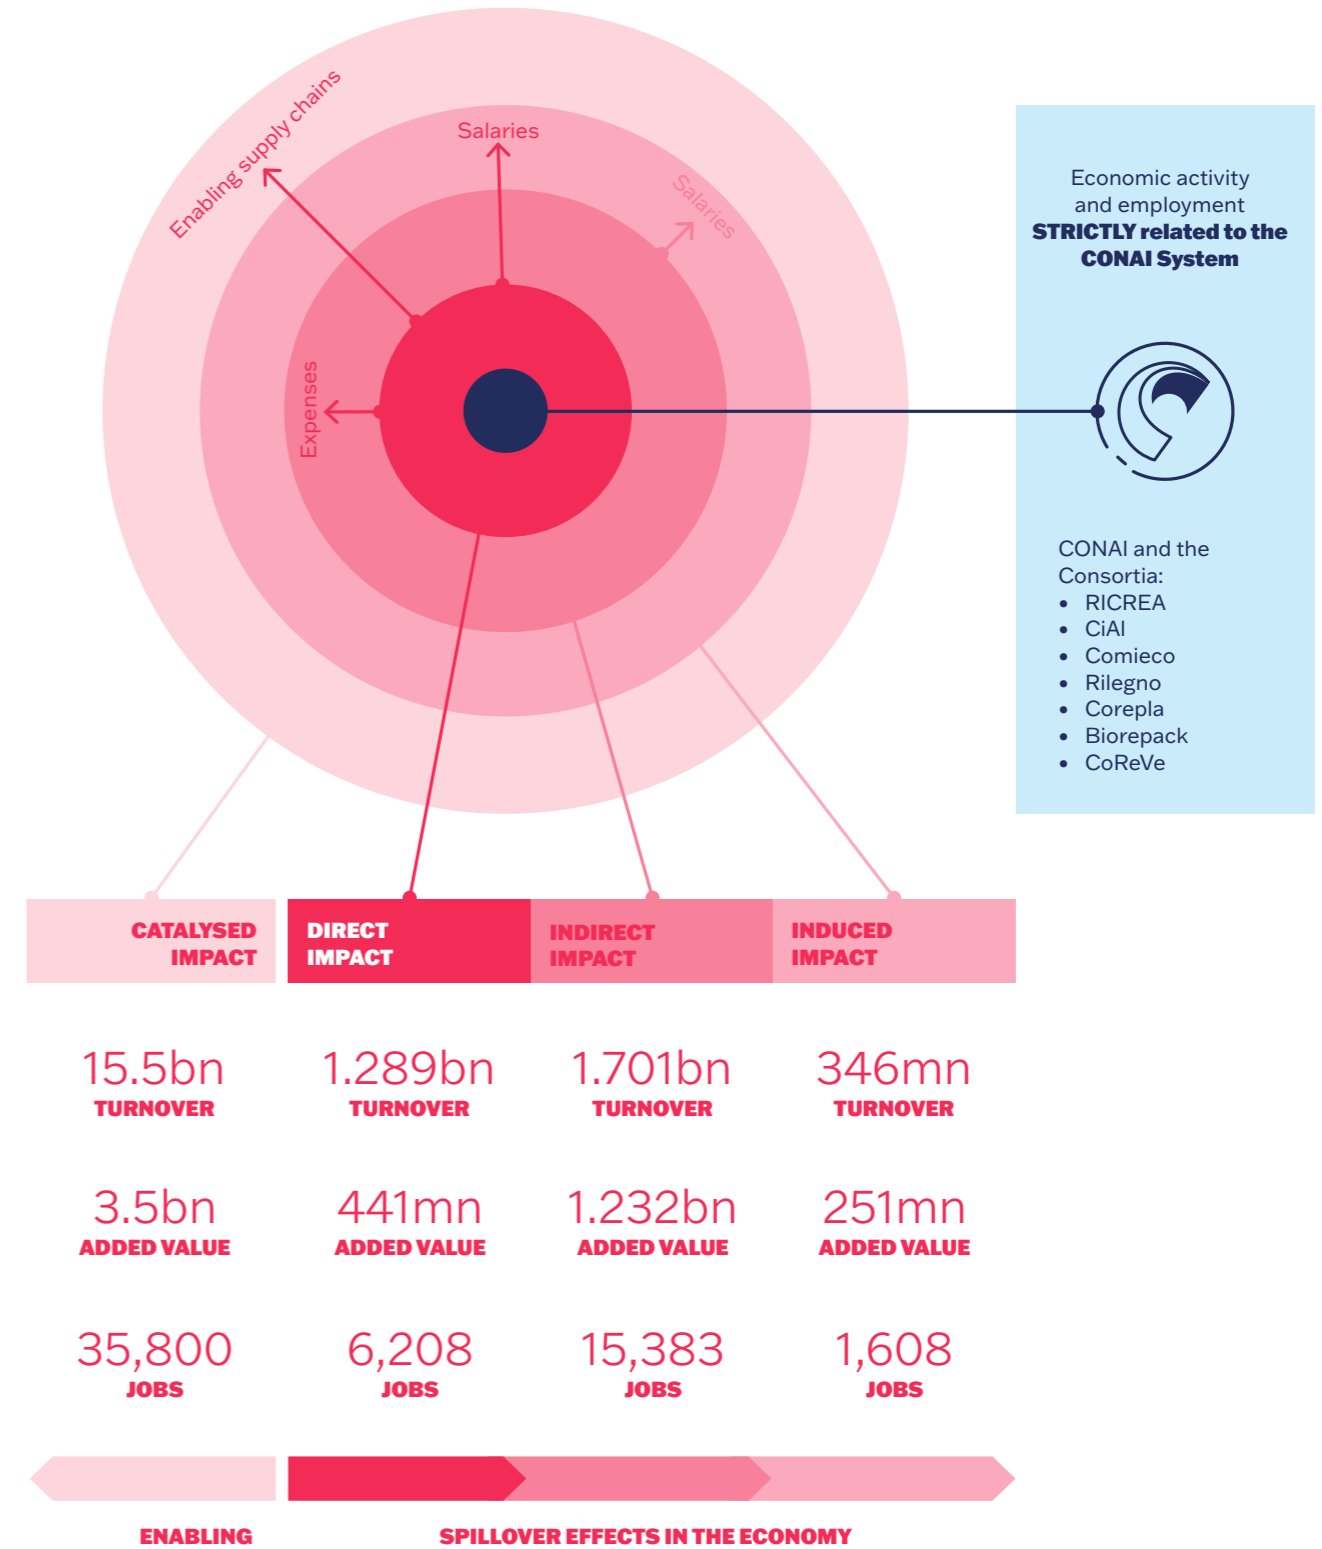 Enabling supply chains
Salaries
Salaries
Expenses
Economic activity
and employment
STRICTLY related to the
CONAI System
CONAI and the
Consortia:
• RICREA
• CiAl
• Comieco
• Rilegno
• Corepla
• Biorepack
• CoReVe
CATALYSED
IMPACT
DIRECT
IMPACT
INDIRECT
IMPACT
INDUCED
IMPACT
15.5bn
TURNOVER
1.289bn
TURNOVER
1.701bn
TURNOVER
346mn
TURNOVER
3.5bn
ADDED VALUE
441mn
ADDED VALUE
1.232bn
ADDED VALUE
251mn
ADDED VALUE
35,800
JOBS
6,208
JOBS
15,383
JOBS
1,608
JOBS
ENABLING
SPILLOVER EFFECTS IN THE ECONOMY